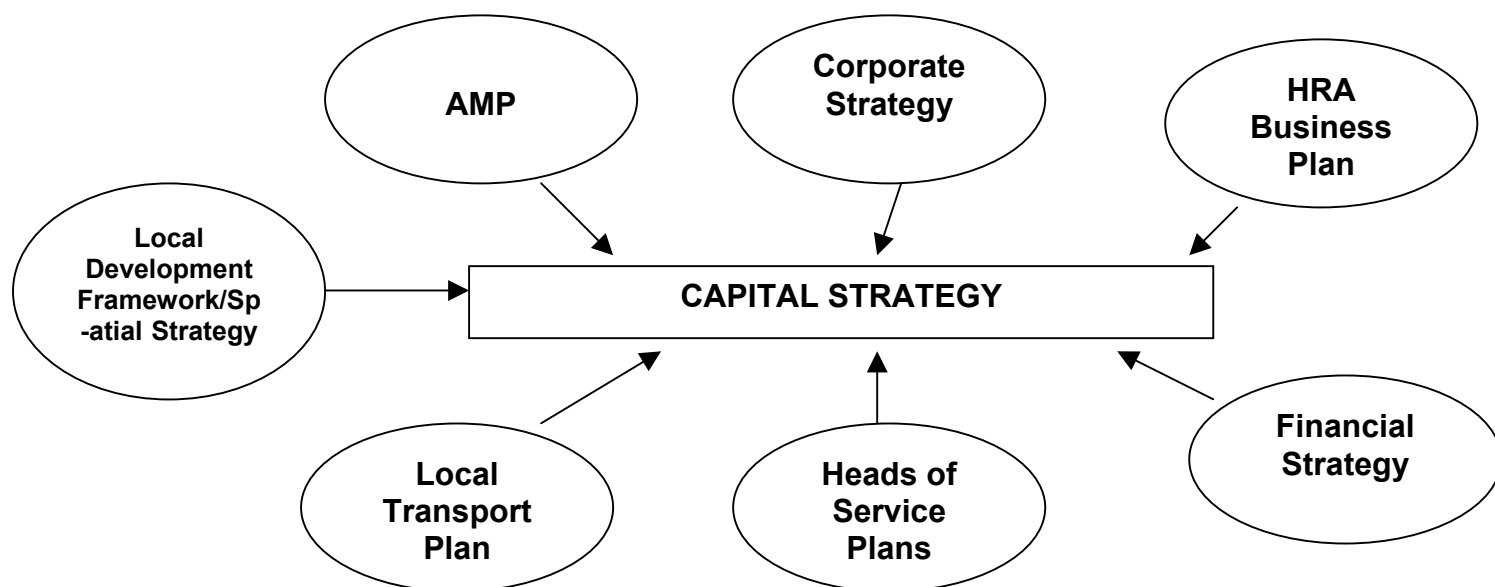 AMP
Corporate
Strategy
HRA
Business
Plan
Local
Development
Framework/Sp
-atial Strategy
CAPITAL STRATEGY
Local
Transport
Plan
Heads of
Service
Plans
Financial
Strategy